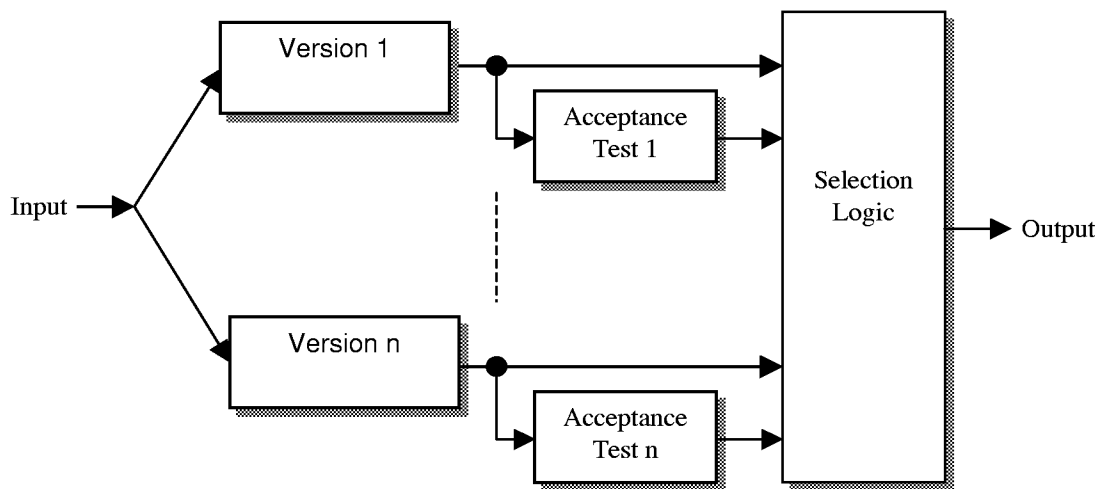 Version 1
Acceptance
Test 1
Input
Selection
Logic
Output
Version n
Acceptance
Test n